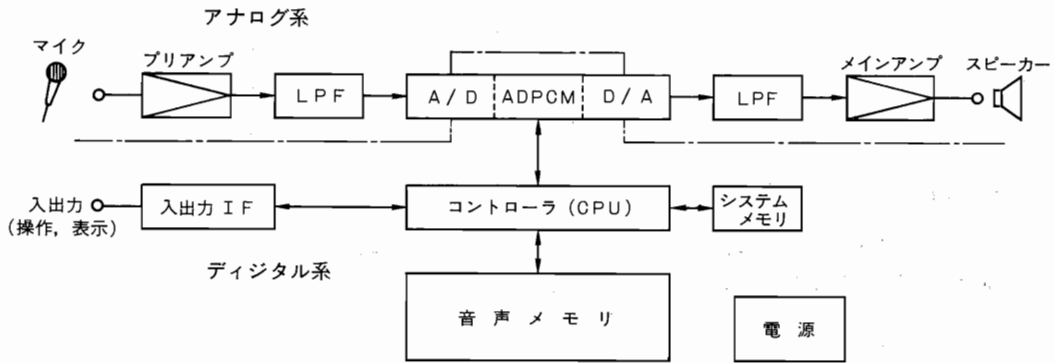 アナログ系
マイク
プリアンプ
LPF
A/D
ADPCM
D/A
LPF
メインアンプ
スピーカー
入出力
(操作, 表示)
入出力 IF
コントローラ (CPU)
システム
メモリ
ディジタル系
音声メモリ
電源